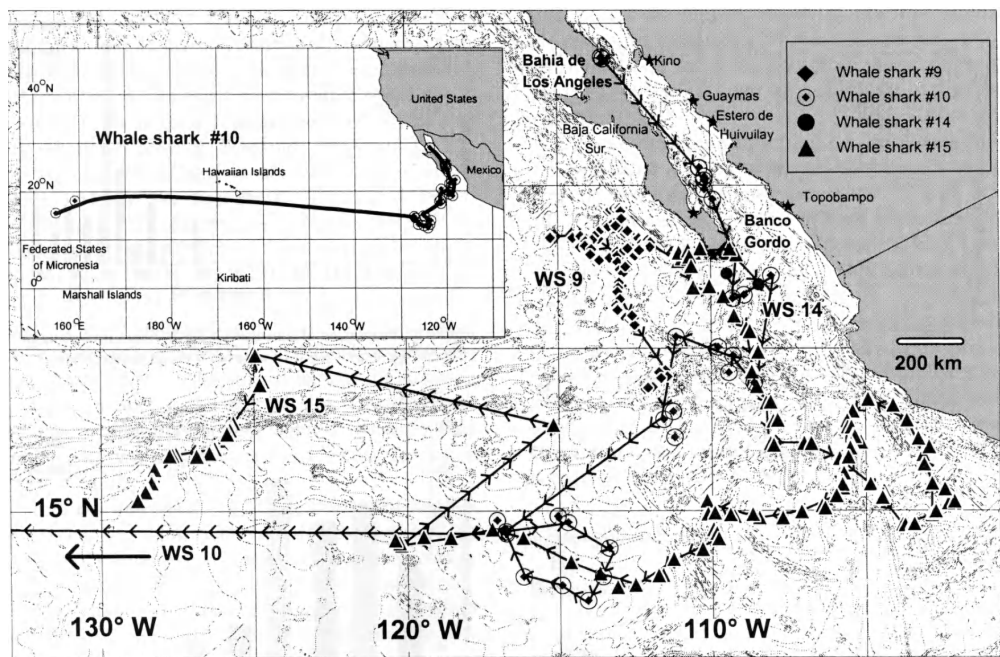 40°N
United States
Whale shark #10
Hawaiian Islands
Mexico
20°N
Federated States
of Micronesia
0°
Kiribati
Marshall Islands
160°E
180°W
160°W
140°W
120°W
Bahia de
Los Angeles
Kino
Guaymas
Estero de
Huivuilay
Baja California
Sur
Topobampo
Banco
Gordo
Whale shark #9
Whale shark #10
Whale shark #14
Whale shark #15
WS 9
WS 14
200 km
WS 15
15° N
WS 10
130° W
120° W
110° W